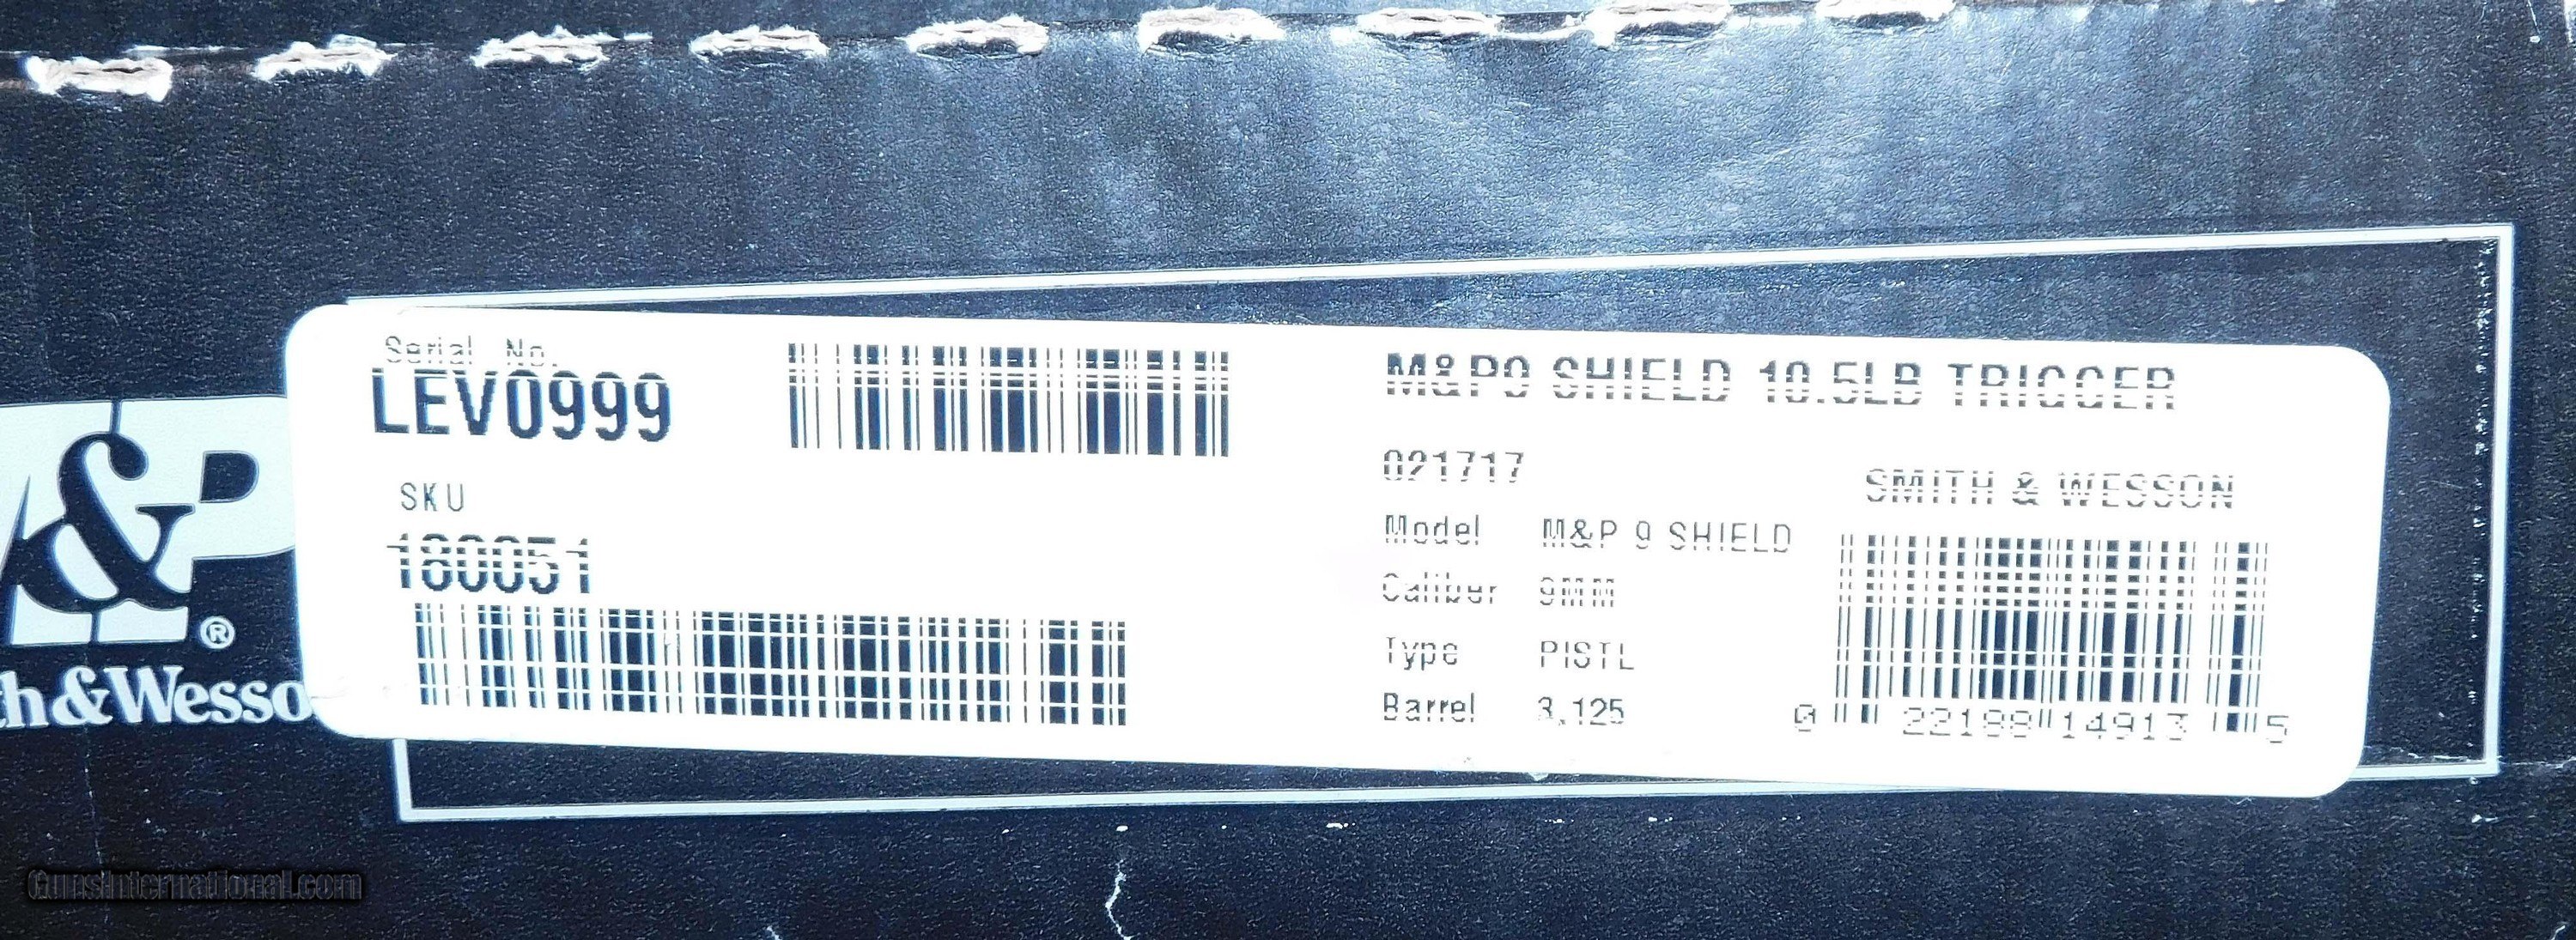 Serial No.
LEV0999
SKU
180051
M&P9 SHIELD 10.5LB TRIGGER
021717
SMITH & WESSON
Model M&P 9 SHIELD
Caliber 9MM
Type PISTL
Barrel 3.125
0 22188 14913 5
&P®
th&Wesso
GunsInternational.com